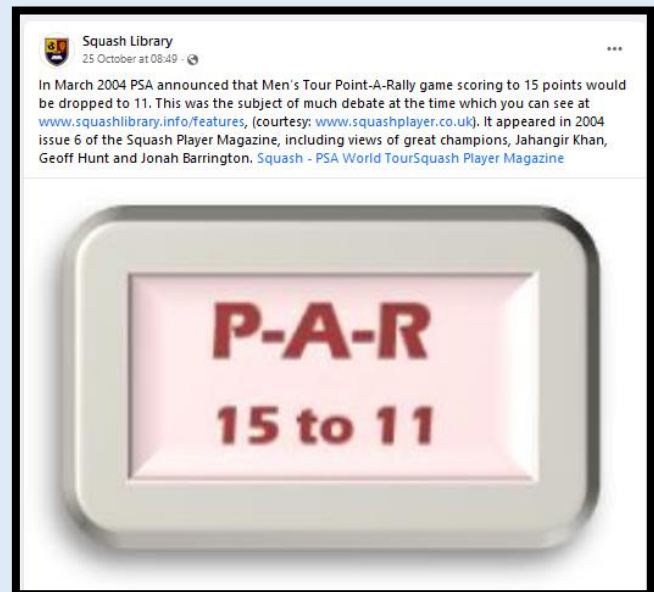 Squash Library
25 October at 08:49 ·
In March 2004 PSA announced that Men's Tour Point-A-Rally game scoring to 15 points would
be dropped to 11. This was the subject of much debate at the time which you can see at
www.squashlibrary.info/features, (courtesy: www.squashplayer.co.uk). It appeared in 2004
issue 6 of the Squash Player Magazine, including views of great champions, Jahangir Khan,
Geoff Hunt and Jonah Barrington. Squash - PSA World TourSquash Player Magazine
P-A-R
15 to 11